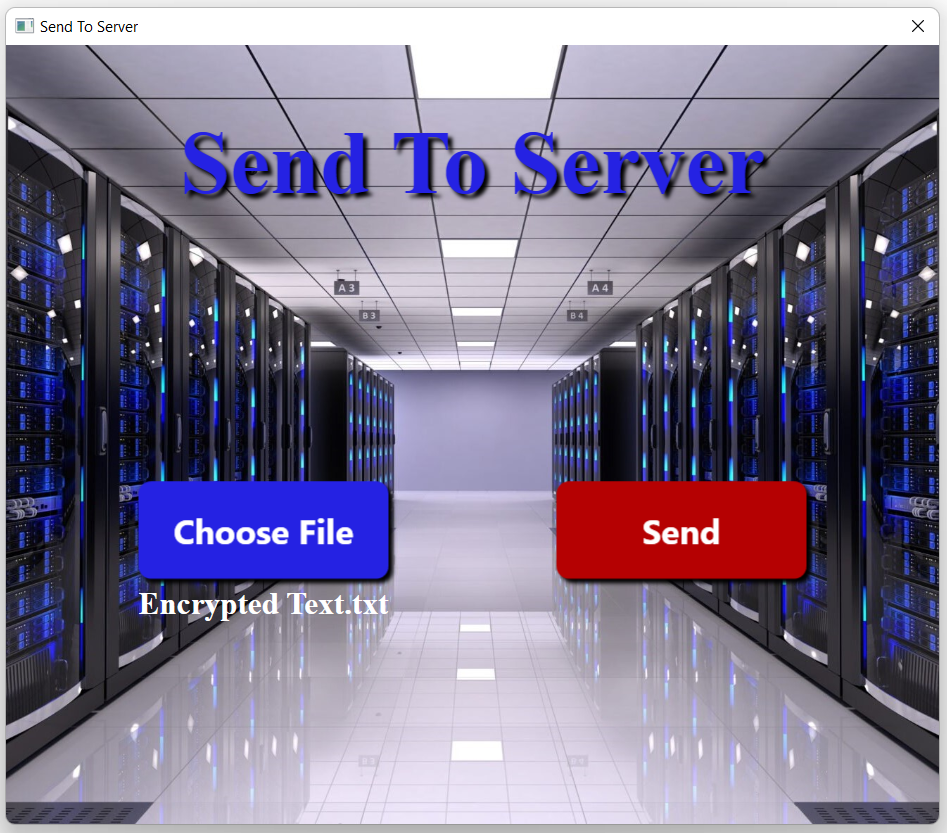 Send To Server
Send To Server
A 3
A 4
B 3
B 4
Choose File
Send
Encrypted Text.txt